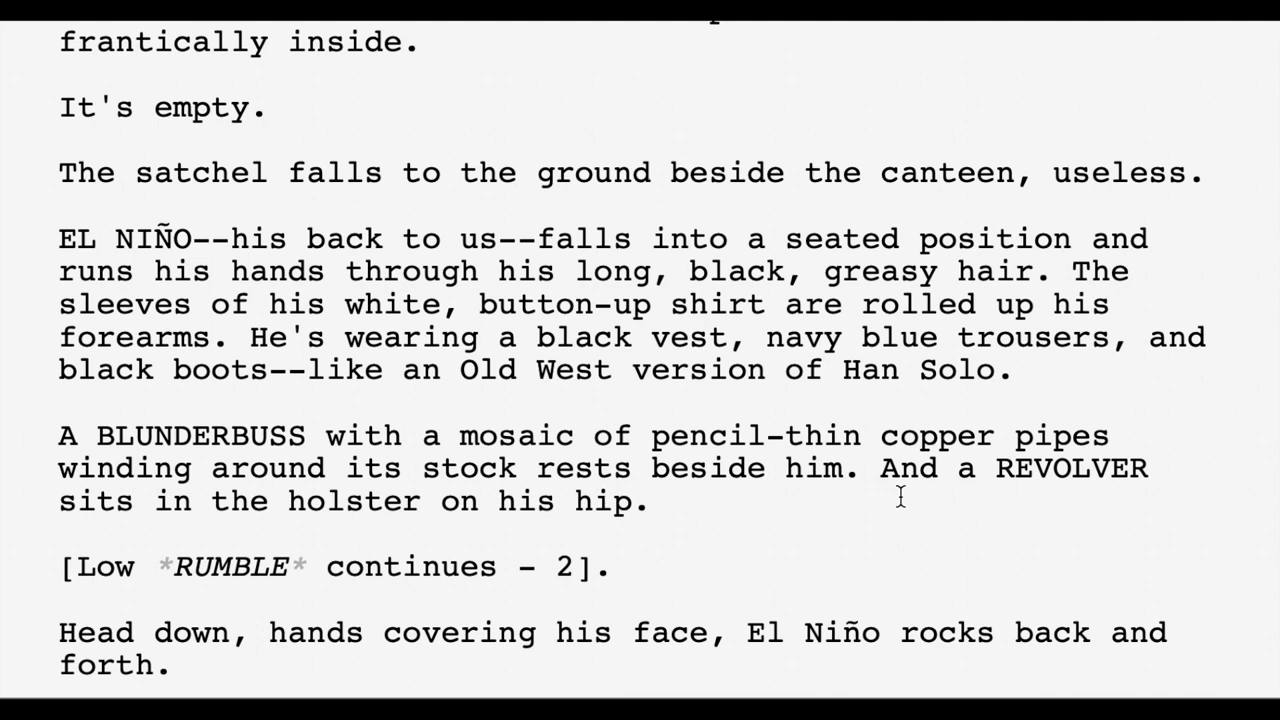 frantically inside.
It's empty.
The satchel falls to the ground beside the canteen, useless.
EL NIÑO--his back to us--falls into a seated position and
runs his hands through his long, black, greasy hair. The
sleeves of his white, button-up shirt are rolled up his
forearms. He's wearing a black vest, navy blue trousers, and
black boots--like an Old West version of Han Solo.
A BLUNDERBUSS with a mosaic of pencil-thin copper pipes
winding around its stock rests beside him. And a REVOLVER
sits in the holster on his hip.
[Low *RUMBLE* continues - 2].
Head down, hands covering his face, El Niño rocks back and
forth.